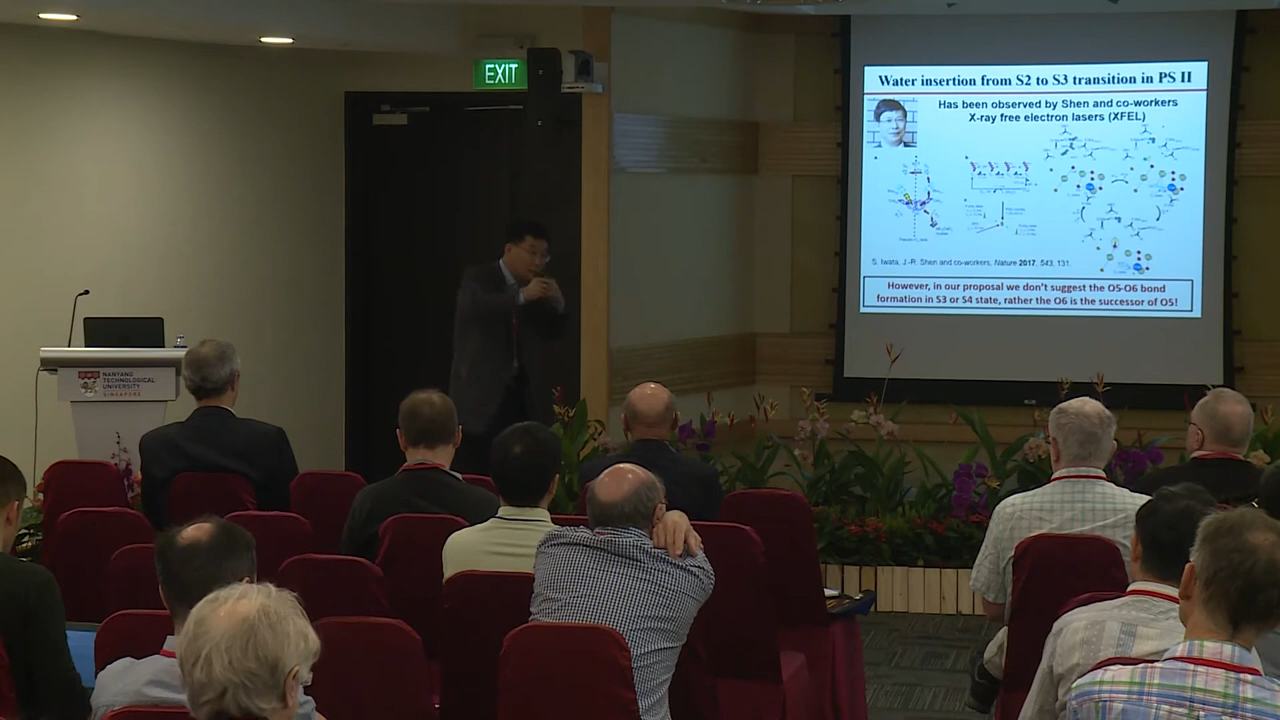 EXIT
Water insertion from S2 to S3 transition in PS II
Has been observed by Shen and co-workers
X-ray free electron lasers (XFEL)
S. Iwata, J.-R. Shen and co-workers, Nature 2017, 543, 131.
However, in our proposal we don't suggest the O5-O6 bond
formation in S3 or S4 state, rather the O6 is the successor of O5!
NANYANG
TECHNOLOGICAL
UNIVERSITY
SINGAPORE